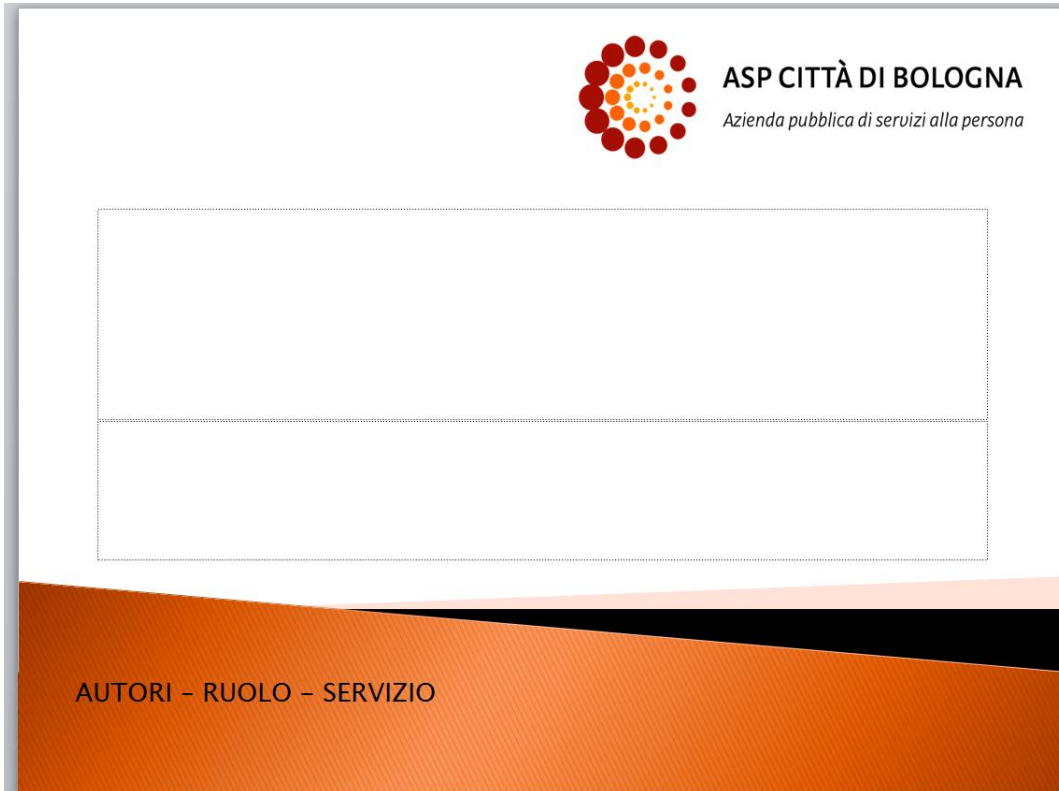 ASP CITTÀ DI BOLOGNA
Azienda pubblica di servizi alla persona
AUTORI – RUOLO – SERVIZIO